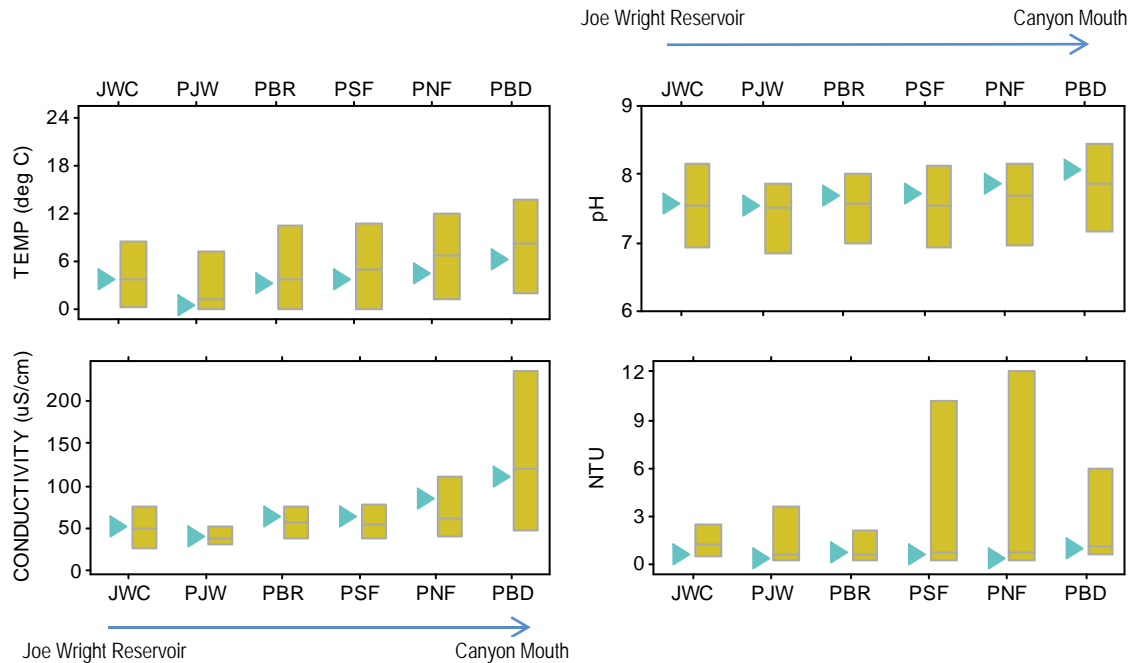 Joe Wright Reservoir Canyon Mouth
JWC PJW PBR PSF PNF PBD
24
18
12
6
0
TEMP (deg C)
JWC PJW PBR PSF PNF PBD
9
8
7
6
pH
200
150
100
50
0
CONDUCTIVITY (uS/cm)
JWC PJW PBR PSF PNF PBD
12
9
6
3
0
NTU
JWC PJW PBR PSF PNF PBD
Joe Wright Reservoir Canyon Mouth